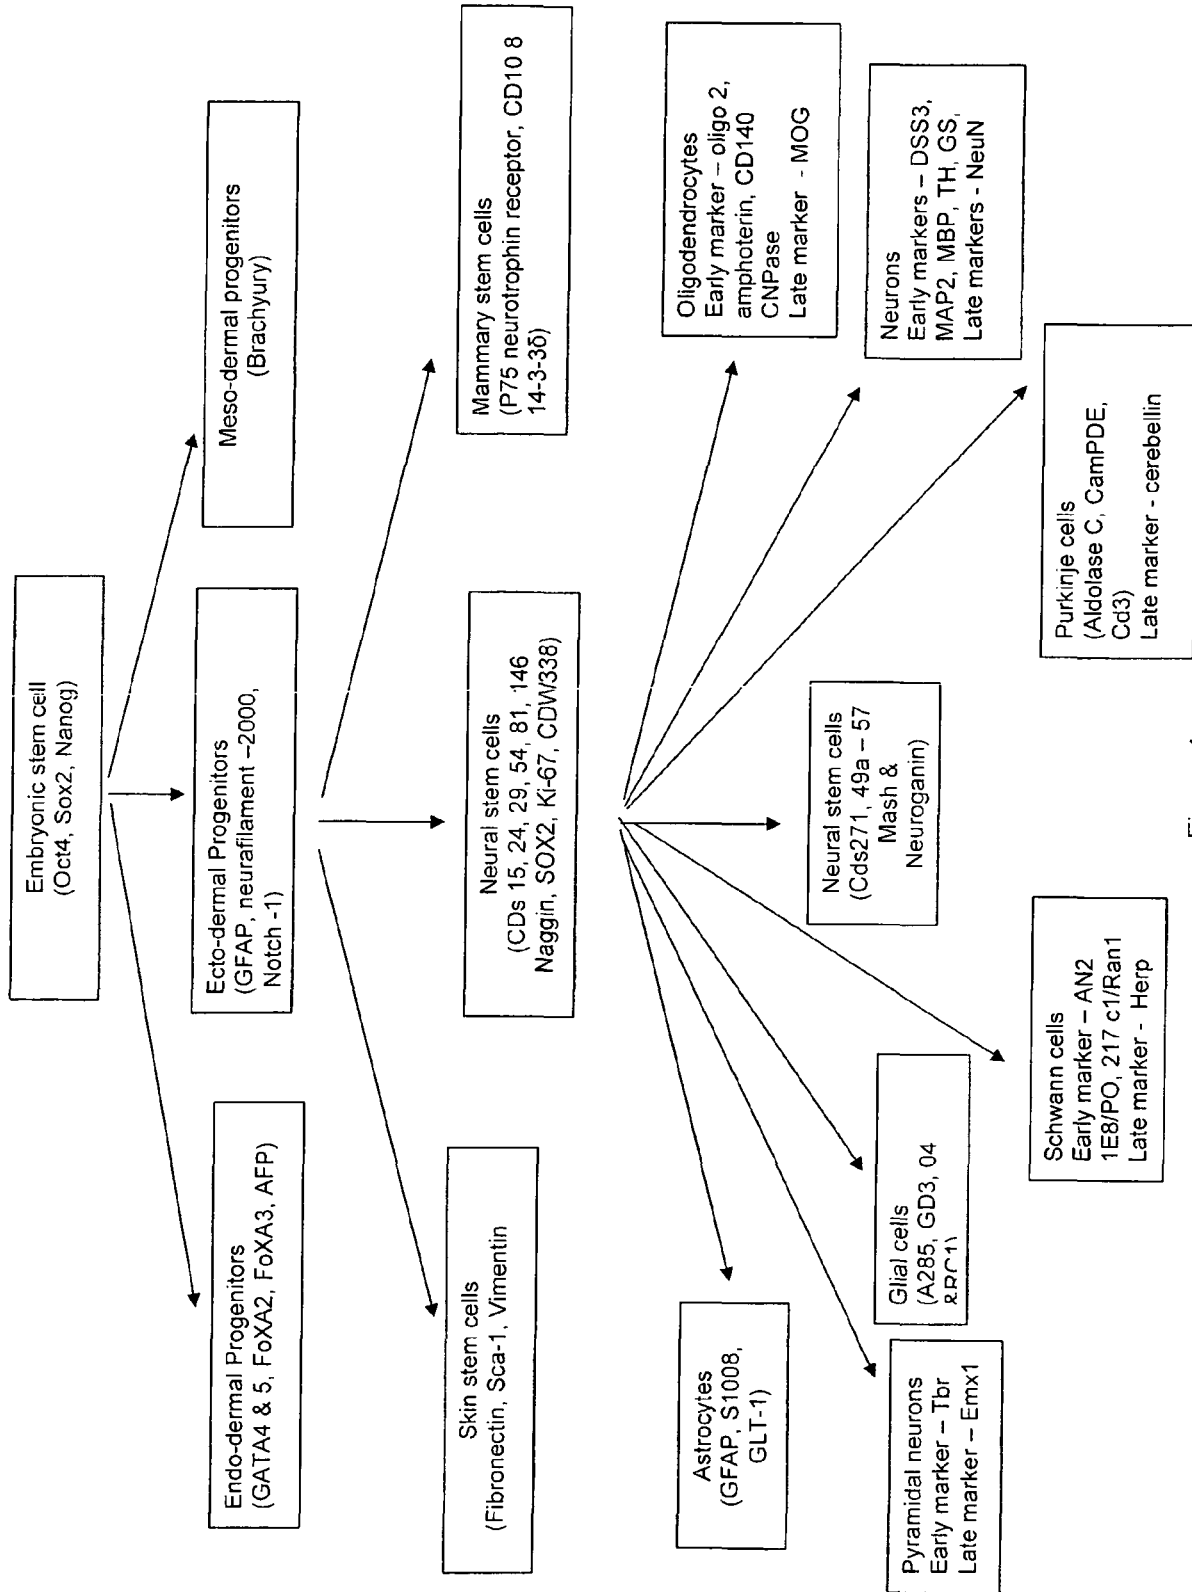 Embryonic stem cell
(Oct4, Sox2, Nanog)
Endo-dermal Progenitors
(GATA4 & 5, FoXA2, FoXA3, AFP)
Ecto-dermal Progenitors
(GFAP, neurafilament –2000,
Notch -1)
Meso-dermal progenitors
(Brachyury)
Skin stem cells
(Fibronectin, Sca-1, Vimentin
Neural stem cells
(CDs 15, 24, 29, 54, 81, 146
Naggin, SOX2, Ki-67, CDW338)
Mammary stem cells
(P75 neurotrophin receptor, CD10 8
14-3-3δ)
Astrocytes
(GFAP, S1008,
GLT-1)
Pyramidal neurons
Early marker – Tbr
Late marker – Emx1
Glial cells
(A285, GD3, 04
Schwann cells
Early marker – AN2
1E8/PO, 217 c1/Ran1
Late marker - Herp
Neural stem cells
(Cds271, 49a – 57
Mash &
Neuroganin)
Purkinje cells
(Aldolase C, CamPDE,
Cd3)
Late marker - cerebellin
Neurons
Early markers – DSS3,
MAP2, MBP, TH, GS,
Late markers - NeuN
Oligodendrocytes
Early marker – oligo 2,
amphoterin, CD140
CNPase
Late marker - MOG